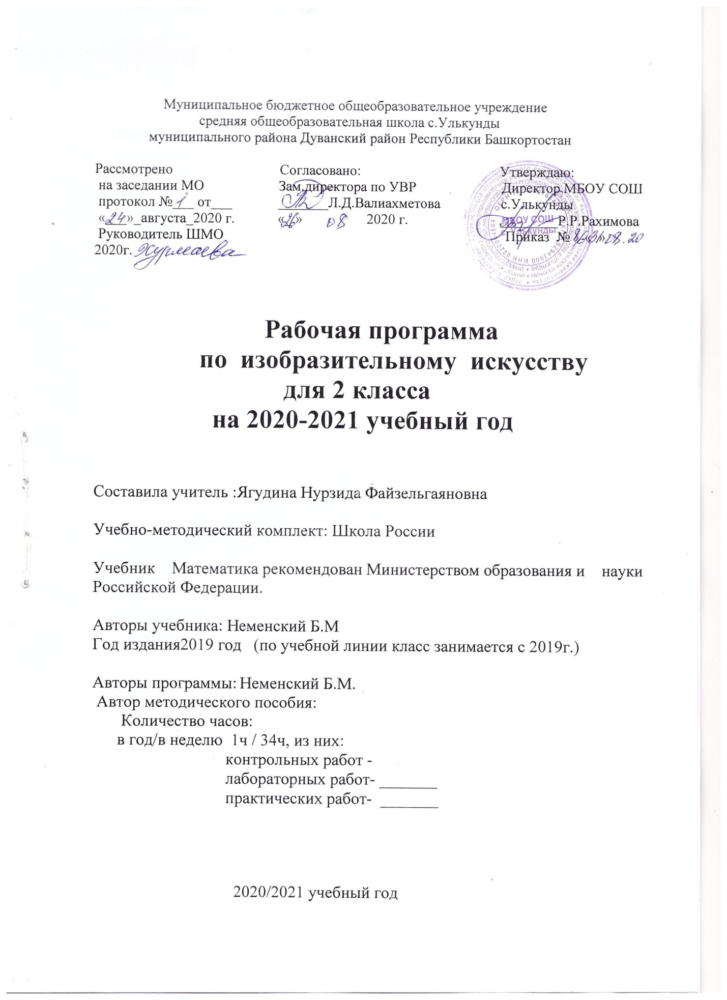 Муниципальное бюджетное общеобразовательное учреждение
средняя общеобразовательная школа с.Улькунды
муниципального района Дуванский район Республики Башкортостан
Рассмотрено
на заседании МО
протокол №_1_ от___
«24»_августа_2020 г.
Руководитель ШМО
2020г.
Согласовано:
Зам.директора по УВР
_______Л.Д.Валиахметова
«26» 08 2020 г.
Утверждаю:
Директор МБОУ СОШ
с.Улькунды
________Р.Р.Рахимова
Приказ № «31» 08.20
МБОУ СОШ
с. Улькунды
Рабочая программа
по изобразительному искусству
для 2 класса
на 2020-2021 учебный год
Составила учитель :Ягудина Нурзида Файзельгаяновна
Учебно-методический комплект: Школа России
Учебник Математика рекомендован Министерством образования и науки
Российской Федерации.
Авторы учебника: Неменский Б.М
Год издания2019 год (по учебной линии класс занимается с 2019г.)
Авторы программы: Неменский Б.М.
Автор методического пособия:
Количество часов:
в год/в неделю 1ч / 34ч, из них:
контрольных работ -
лабораторных работ- _______
практических работ- _______
2020/2021 учебный год